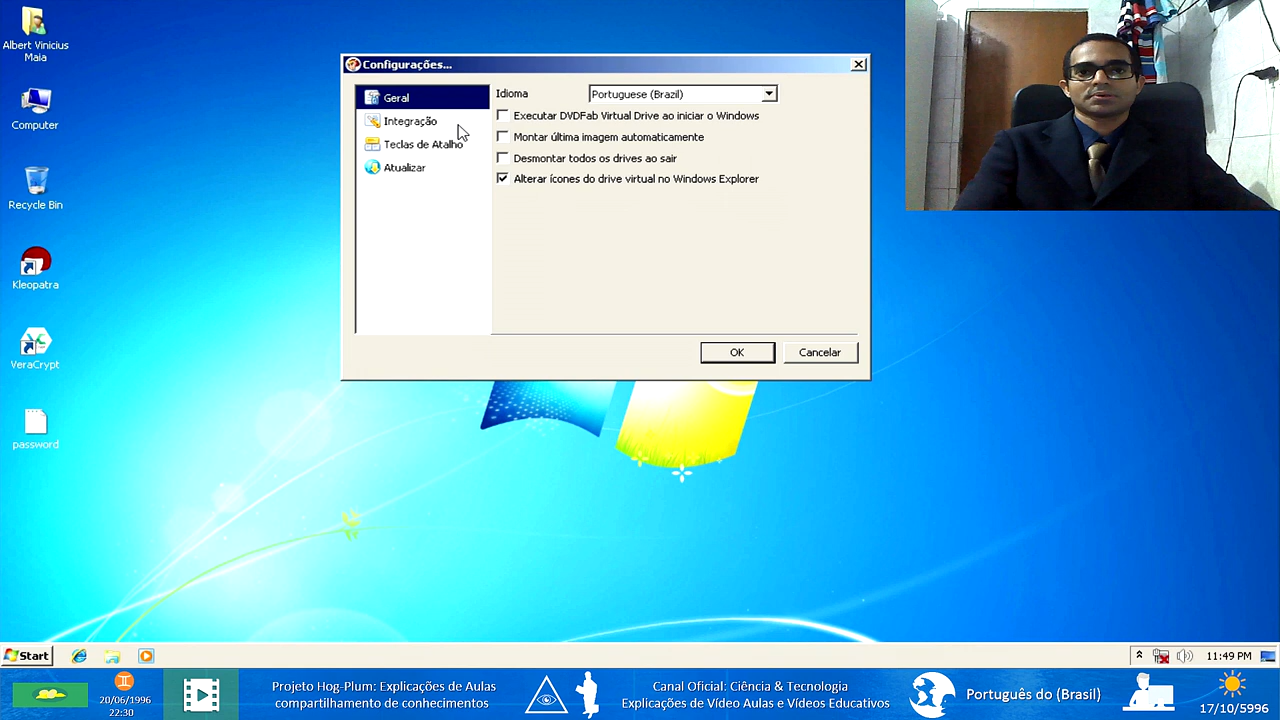 Albert Vinicius
Maia
Computer
Recycle Bin
Kleopatra
VeraCrypt
password
Configurações...
Geral
Integração
Teclas de Atalho
Atualizar
Idioma
Portuguese (Brazil)
Executar DVDFab Virtual Drive ao iniciar o Windows
Montar última imagem automaticamente
Desmontar todos os drives ao sair
Alterar ícones do drive virtual no Windows Explorer
OK
Cancelar
Start
11:49 PM
20/06/1996
22:30
Projeto Hog-Plum: Explicações de Aulas
compartilhamento de conhecimentos
Canal Oficial: Ciência & Tecnologia
Explicações de Vídeo Aulas e Vídeos Educativos
Português do (Brasil)
17/10/5996